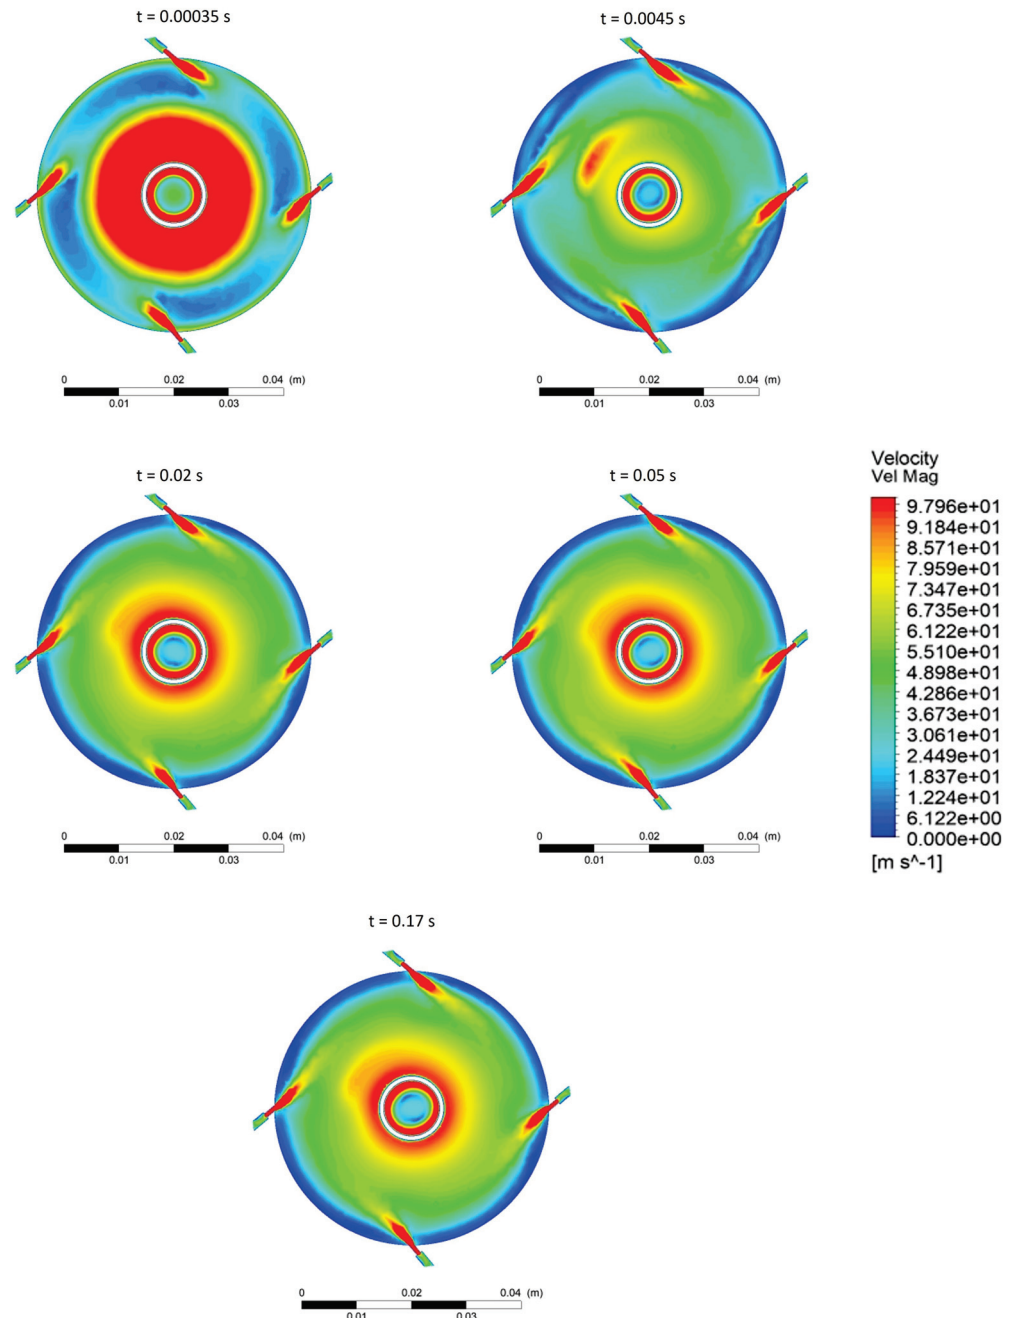 t = 0.00035 s
t = 0.0045 s
0 0.02 0.04 (m)
0.01 0.03
0 0.02 0.04 (m)
0.01 0.03
t = 0.02 s
t = 0.05 s
Velocity
Vel Mag
9.796e+01
9.184e+01
8.571e+01
7.959e+01
7.347e+01
6.735e+01
6.122e+01
5.510e+01
4.898e+01
4.286e+01
3.673e+01
3.061e+01
2.449e+01
1.837e+01
1.224e+01
6.122e+00
0.000e+00
[m s^-1]
0 0.02 0.04 (m)
0.01 0.03
0 0.02 0.04 (m)
0.01 0.03
t = 0.17 s
0 0.02 0.04 (m)
0.01 0.03